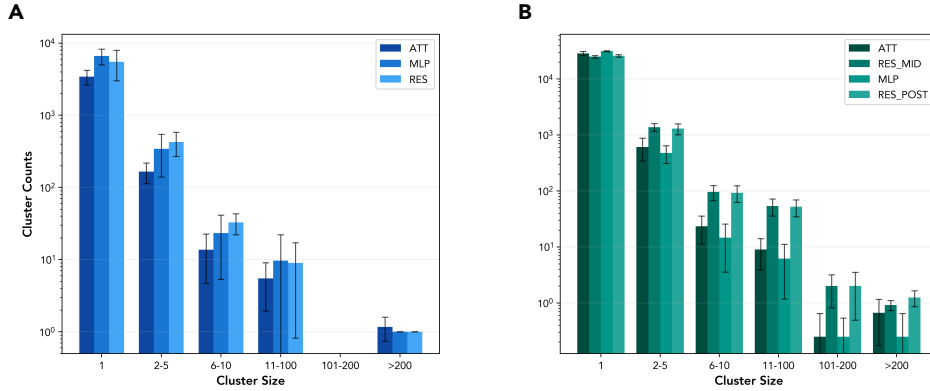 A
Cluster Counts
10⁴
10³
10²
10¹
10⁰
ATT
MLP
RES
1
2-5
6-10
11-100
101-200
>200
Cluster Size
B
10⁴
10³
10²
10¹
10⁰
ATT
RES_MID
MLP
RES_POST
1
2-5
6-10
11-100
101-200
>200
Cluster Size